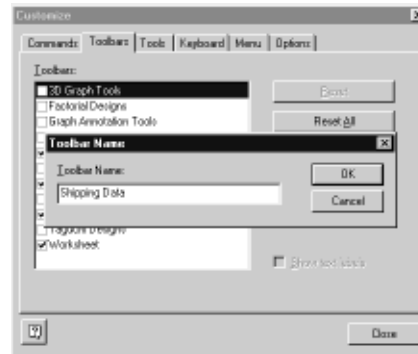 Customize
Commands Toolbars Tools Keyboard Menu Options
Toolbars:
3D Graph Tools
Factorial Designs
Graph Annotation Tools
Reset
Reset All
Toolbar Name
Toolbar Name:
Shipping Data
OK
Cancel
Taguchi Designs
Worksheet
Show text labels
Close